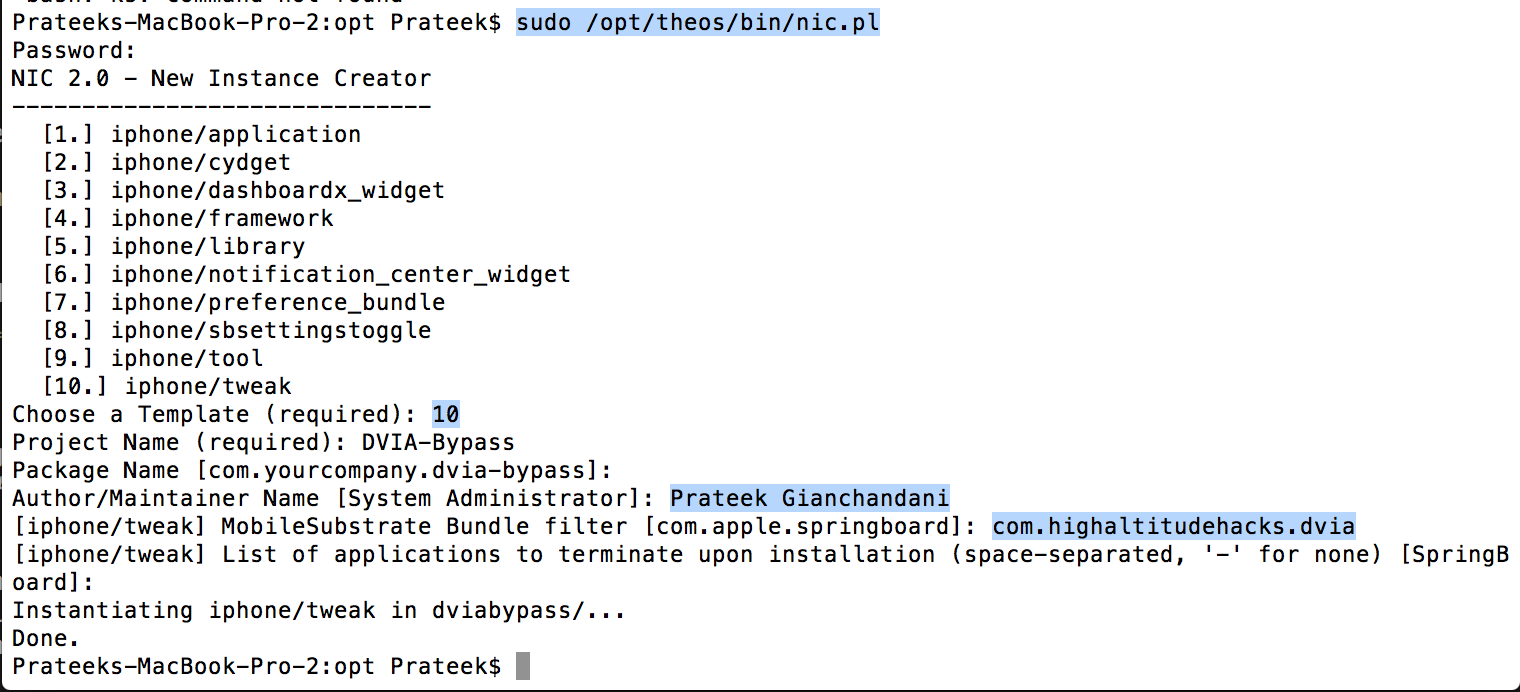 Prateeks-MacBook-Pro-2:opt Prateek$ sudo /opt/theos/bin/nic.pl
Password:
NIC 2.0 - New Instance Creator
------------------------------
  [1.] iphone/application
  [2.] iphone/cydget
  [3.] iphone/dashboardx_widget
  [4.] iphone/framework
  [5.] iphone/library
  [6.] iphone/notification_center_widget
  [7.] iphone/preference_bundle
  [8.] iphone/sbsettingstoggle
  [9.] iphone/tool
  [10.] iphone/tweak
Choose a Template (required): 10
Project Name (required): DVIA-Bypass
Package Name [com.yourcompany.dvia-bypass]:
Author/Maintainer Name [System Administrator]: Prateek Gianchandani
[iphone/tweak] MobileSubstrate Bundle filter [com.apple.springboard]: com.highaltitudehacks.dvia
[iphone/tweak] List of applications to terminate upon installation (space-separated, '-' for none) [SpringB
oard]:
Instantiating iphone/tweak in dviabypass/...
Done.
Prateeks-MacBook-Pro-2:opt Prateek$